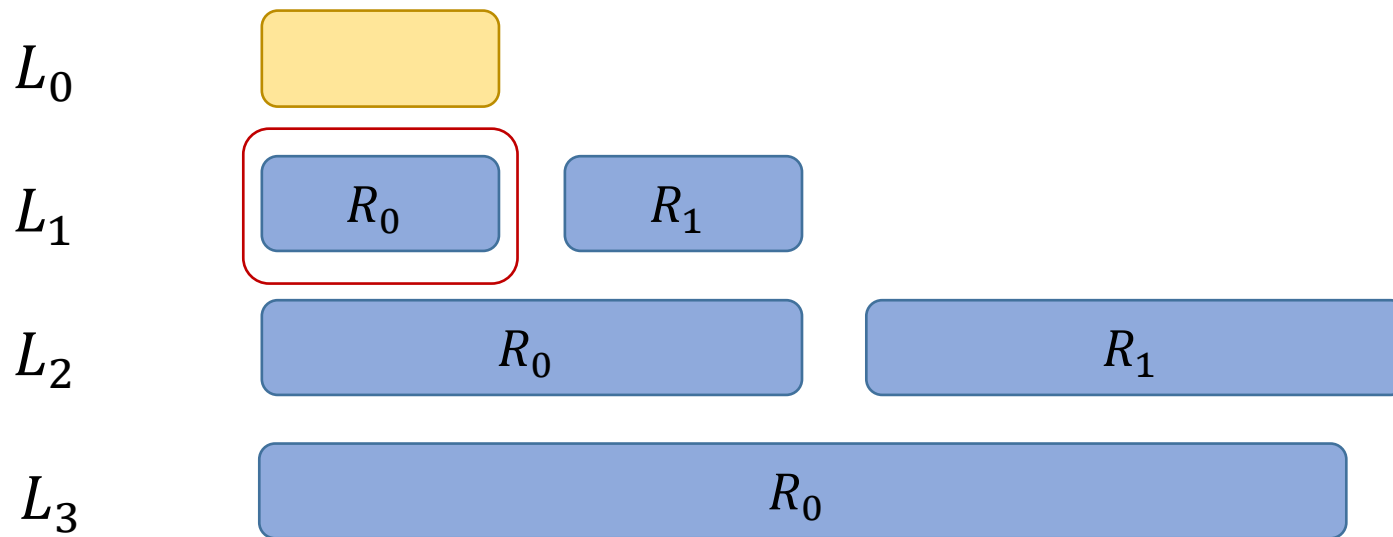 L₀
L₁ R₀ R₁
L₂ R₀ R₁
L₃ R₀